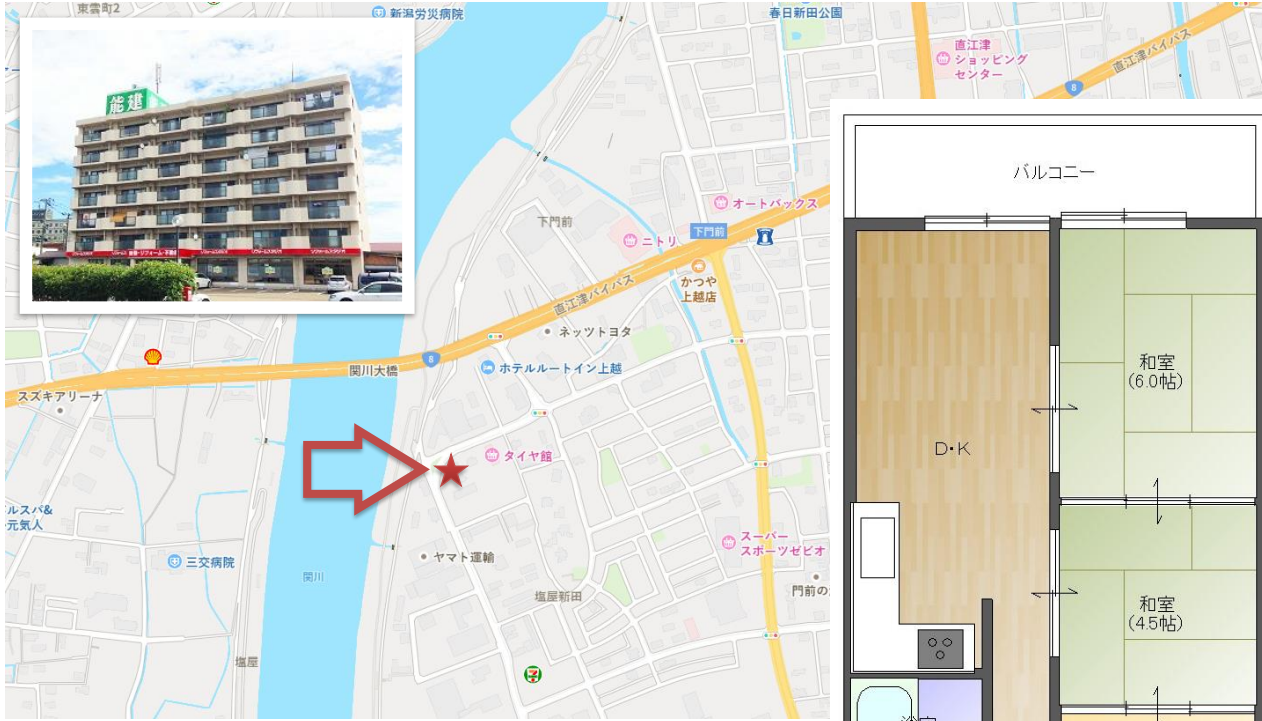 東雲町2
新潟労災病院
春日新田公園
直江津
ショッピング
センター
直江津バイパス
8
能建
バルコニー
オートバックス
下門前
ニトリ
下門前
かつや
上越店
直江津バイパス
ネッツトヨタ
8
関川大橋
ホテルルートイン上越
スズキアリーナ
和室
(6.0帖)
D・K
タイヤ館
ルスパ&
元気人
三交病院
関川
ヤマト運輸
スーパー
スポーツゼビオ
門前の
塩屋新田
和室
(4.5帖)
塩屋
7
浴室